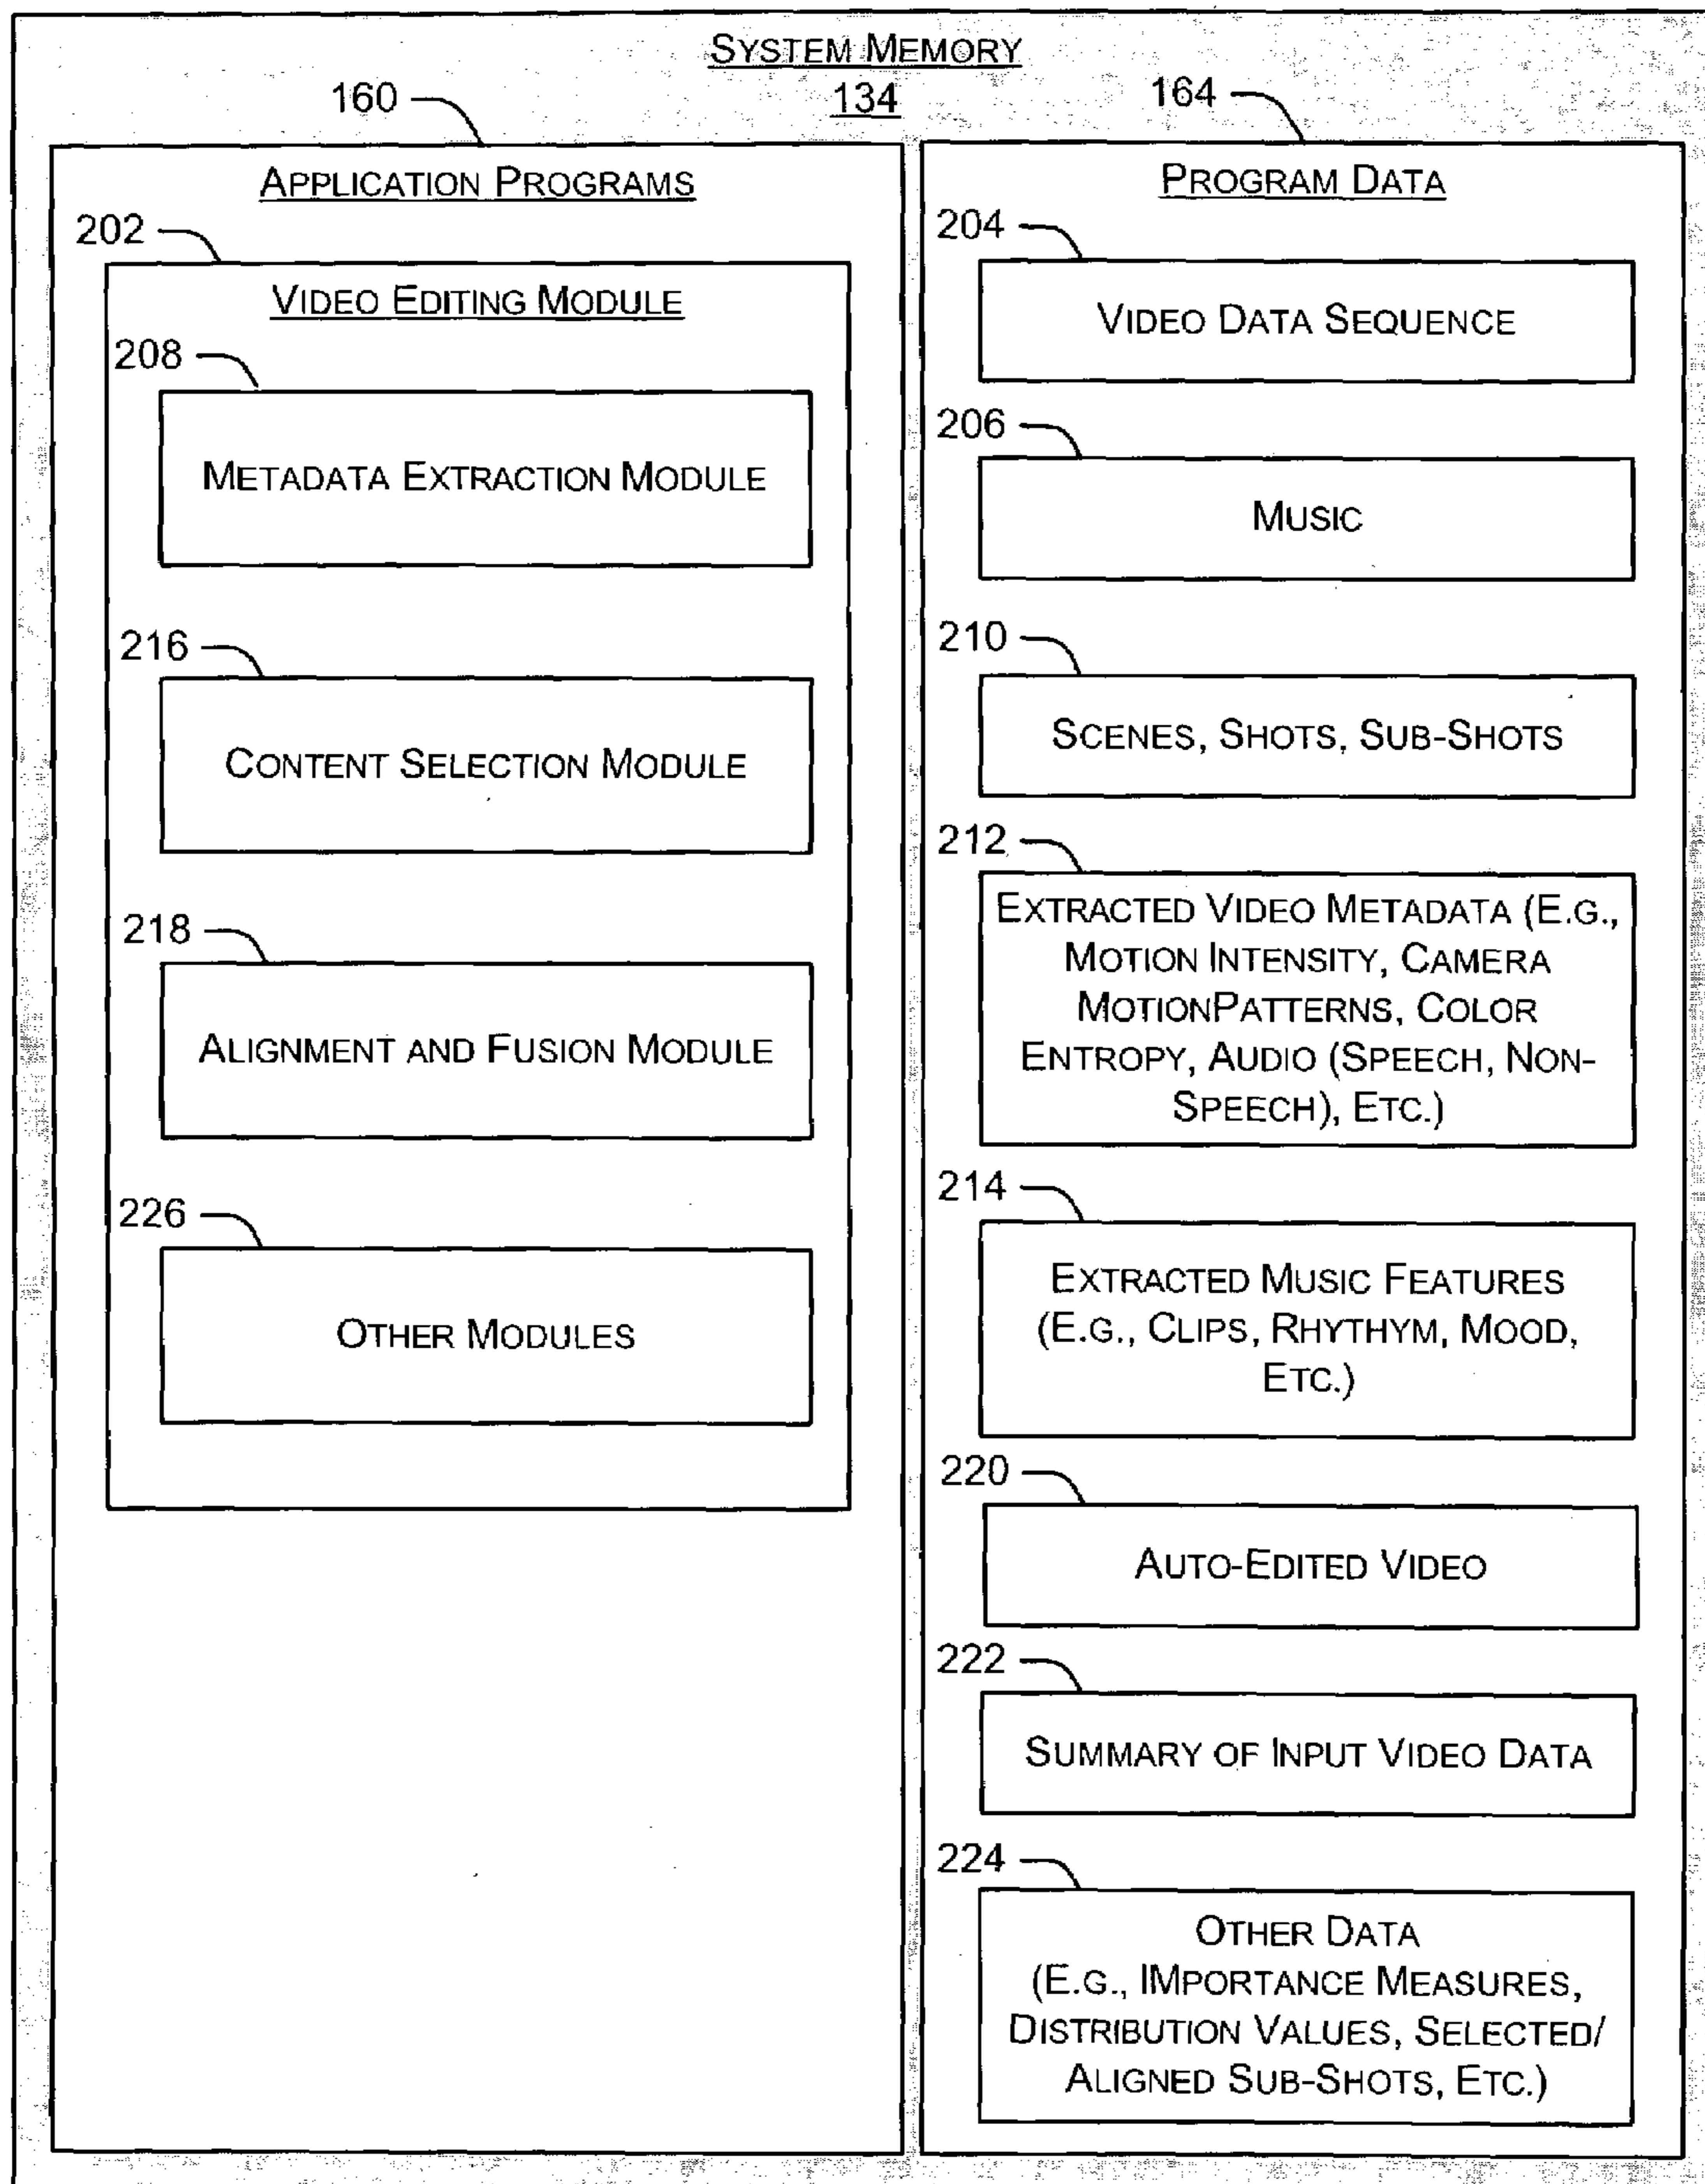 SYSTEM MEMORY
134
160
164
APPLICATION PROGRAMS
202
VIDEO EDITING MODULE
208
METADATA EXTRACTION MODULE
216
CONTENT SELECTION MODULE
218
ALIGNMENT AND FUSION MODULE
226
OTHER MODULES
PROGRAM DATA
204
VIDEO DATA SEQUENCE
206
MUSIC
210
SCENES, SHOTS, SUB-SHOTS
212
EXTRACTED VIDEO METADATA (E.G.,
MOTION INTENSITY, CAMERA
MOTIONPATTERNS, COLOR
ENTROPY, AUDIO (SPEECH, NON-
SPEECH), ETC.)
214
EXTRACTED MUSIC FEATURES
(E.G., CLIPS, RHYTHYM, MOOD,
ETC.)
220
AUTO-EDITED VIDEO
222
SUMMARY OF INPUT VIDEO DATA
224
OTHER DATA
(E.G., IMPORTANCE MEASURES,
DISTRIBUTION VALUES, SELECTED/
ALIGNED SUB-SHOTS, ETC.)